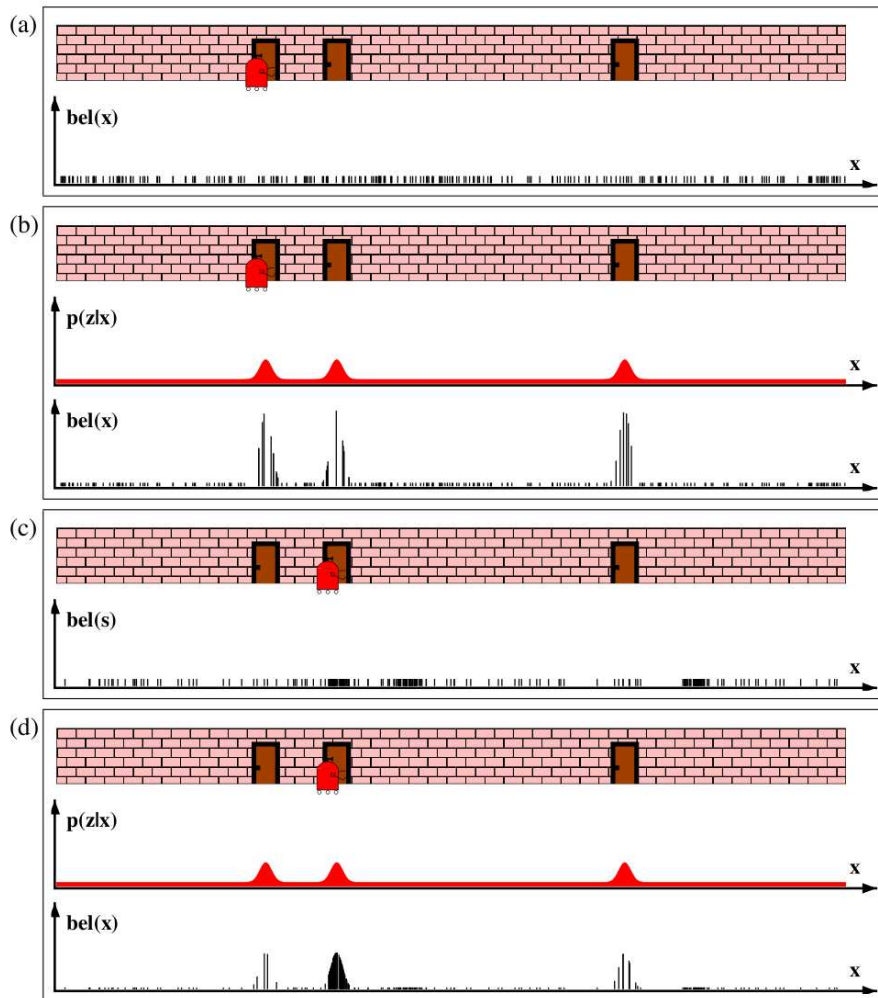 (a)
bel(x)
x
(b)
p(z|x)
x
bel(x)
x
(c)
bel(s)
x
(d)
p(z|x)
x
bel(x)
x